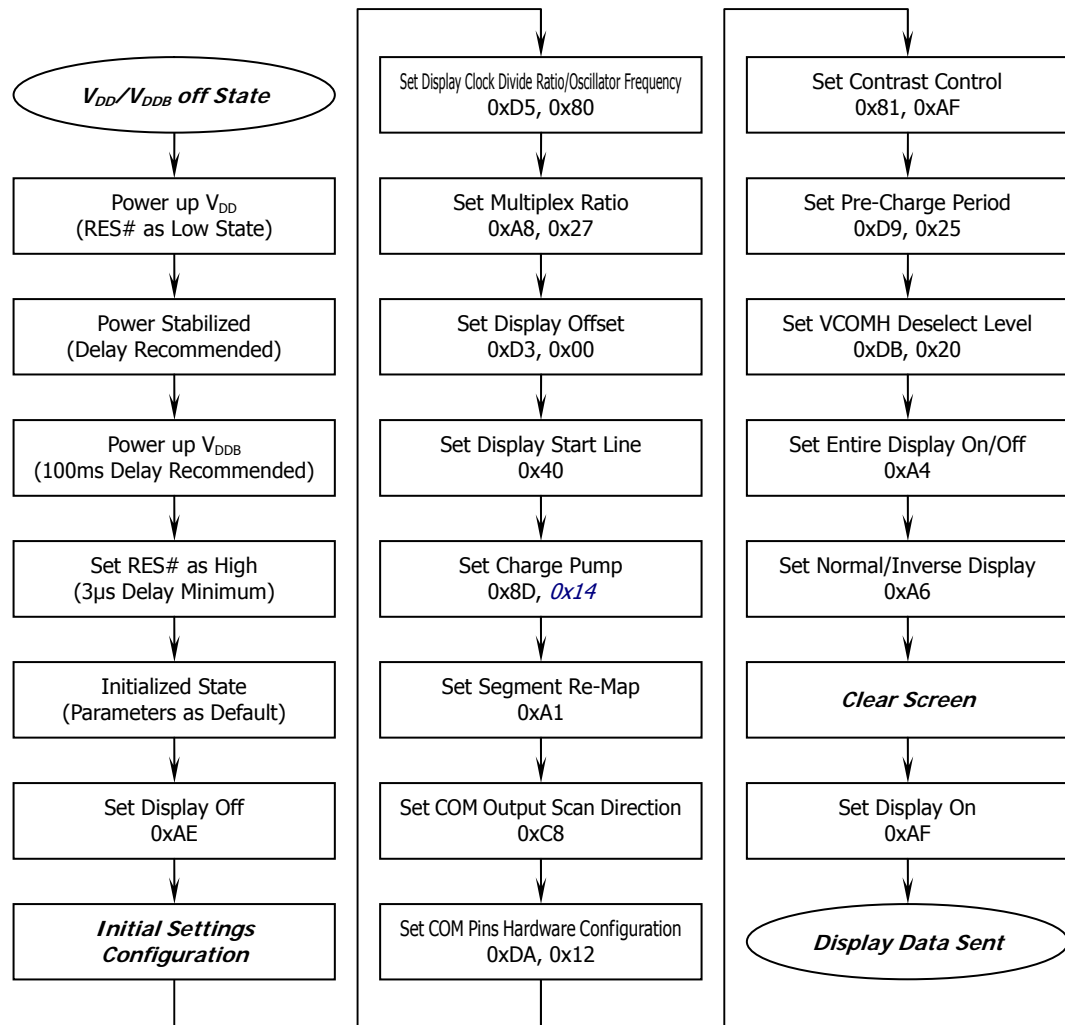 VDD/VDDB off State
Power up VDD
(RES# as Low State)
Power Stabilized
(Delay Recommended)
Power up VDDB
(100ms Delay Recommended)
Set RES# as High
(3μs Delay Minimum)
Initialized State
(Parameters as Default)
Set Display Off
0xAE
Initial Settings
Configuration
Set Display Clock Divide Ratio/Oscillator Frequency
0xD5, 0x80
Set Multiplex Ratio
0xA8, 0x27
Set Display Offset
0xD3, 0x00
Set Display Start Line
0x40
Set Charge Pump
0x8D, 0x14
Set Segment Re-Map
0xA1
Set COM Output Scan Direction
0xC8
Set COM Pins Hardware Configuration
0xDA, 0x12
Set Contrast Control
0x81, 0xAF
Set Pre-Charge Period
0xD9, 0x25
Set VCOMH Deselect Level
0xDB, 0x20
Set Entire Display On/Off
0xA4
Set Normal/Inverse Display
0xA6
Clear Screen
Set Display On
0xAF
Display Data Sent